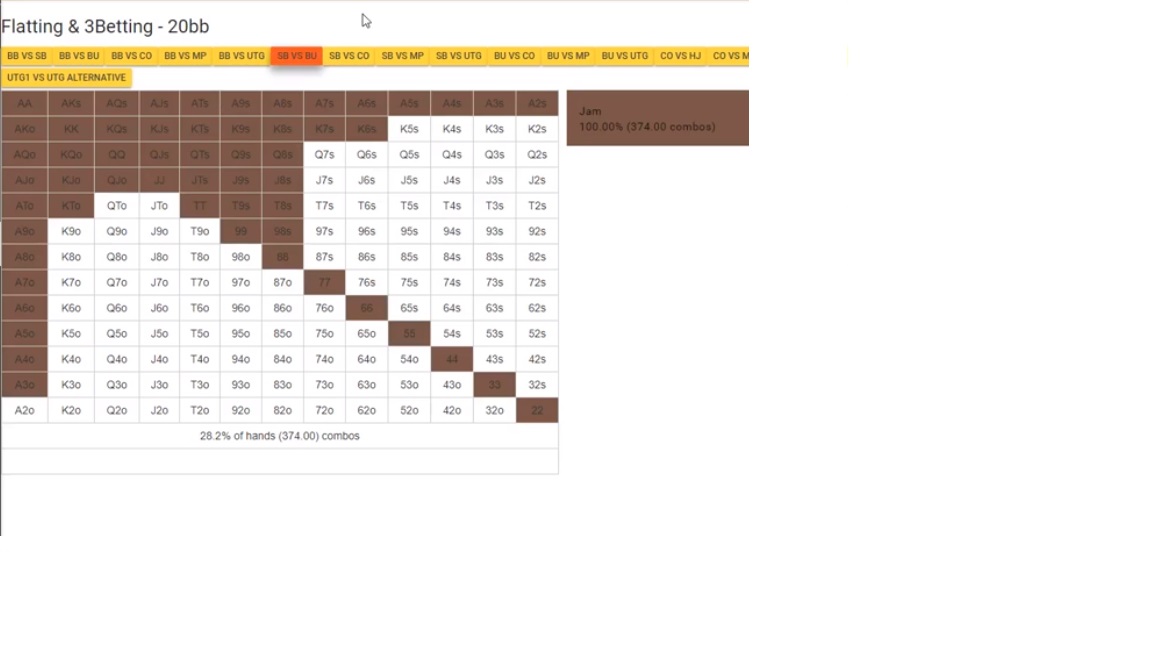 Flatting & 3Betting - 20bb
BB VS SB BB VS BU BB VS CO BB VS MP BB VS UTG SB VS BU SB VS CO SB VS MP SB VS UTG BU VS CO BU VS MP BU VS UTG CO VS HJ CO VS M
UTG1 VS UTG ALTERNATIVE
AA AKs AQs AJs ATs A9s A8s A7s A6s A5s A4s A3s A2s
Jam
100.00% (374.00 combos)
AKo KK KQs KJs KTs K9s K8s K7s K6s K5s K4s K3s K2s
AQo KQo QQ QJs QTs Q9s Q8s Q7s Q6s Q5s Q4s Q3s Q2s
AJo KJo QJo JJ JTs J9s J8s J7s J6s J5s J4s J3s J2s
ATo KTo QTo JTo TT T9s T8s T7s T6s T5s T4s T3s T2s
A9o K9o Q9o J9o T9o 99 98s 97s 96s 95s 94s 93s 92s
A8o K8o Q8o J8o T8o 98o 88 87s 86s 85s 84s 83s 82s
A7o K7o Q7o J7o T7o 97o 87o 77 76s 75s 74s 73s 72s
A6o K6o Q6o J6o T6o 96o 86o 76o 66 65s 64s 63s 62s
A5o K5o Q5o J5o T5o 95o 85o 75o 65o 55 54s 53s 52s
A4o K4o Q4o J4o T4o 94o 84o 74o 64o 54o 44 43s 42s
A3o K3o Q3o J3o T3o 93o 83o 73o 63o 53o 43o 33 32s
A2o K2o Q2o J2o T2o 92o 82o 72o 62o 52o 42o 32o 22
28.2% of hands (374.00) combos